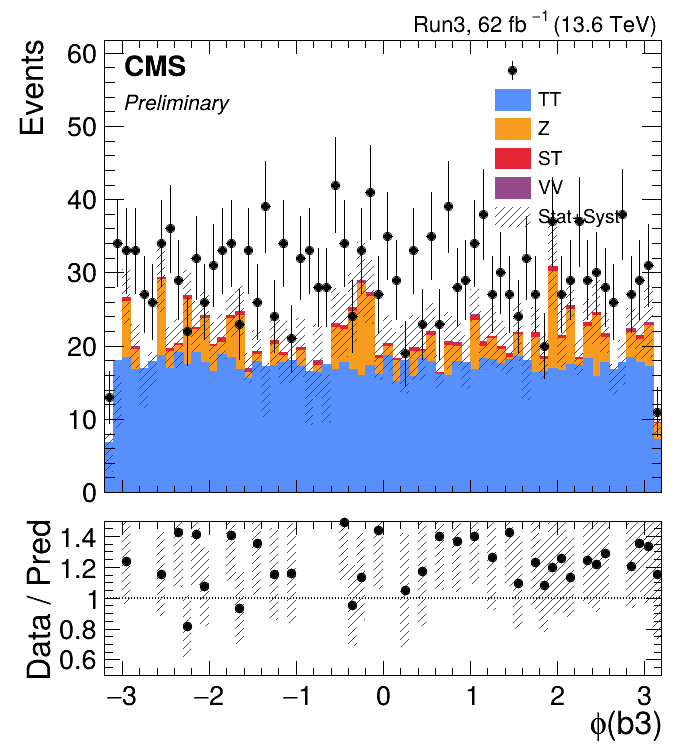 Run3, 62 fb⁻¹ (13.6 TeV)
CMS
Preliminary
Events
60
50
40
30
20
10
0
TT
Z
ST
VV
Stat+Syst
Data / Pred
1.4
1.2
1
0.8
0.6
−3 −2 −1 0 1 2 3
ϕ(b3)